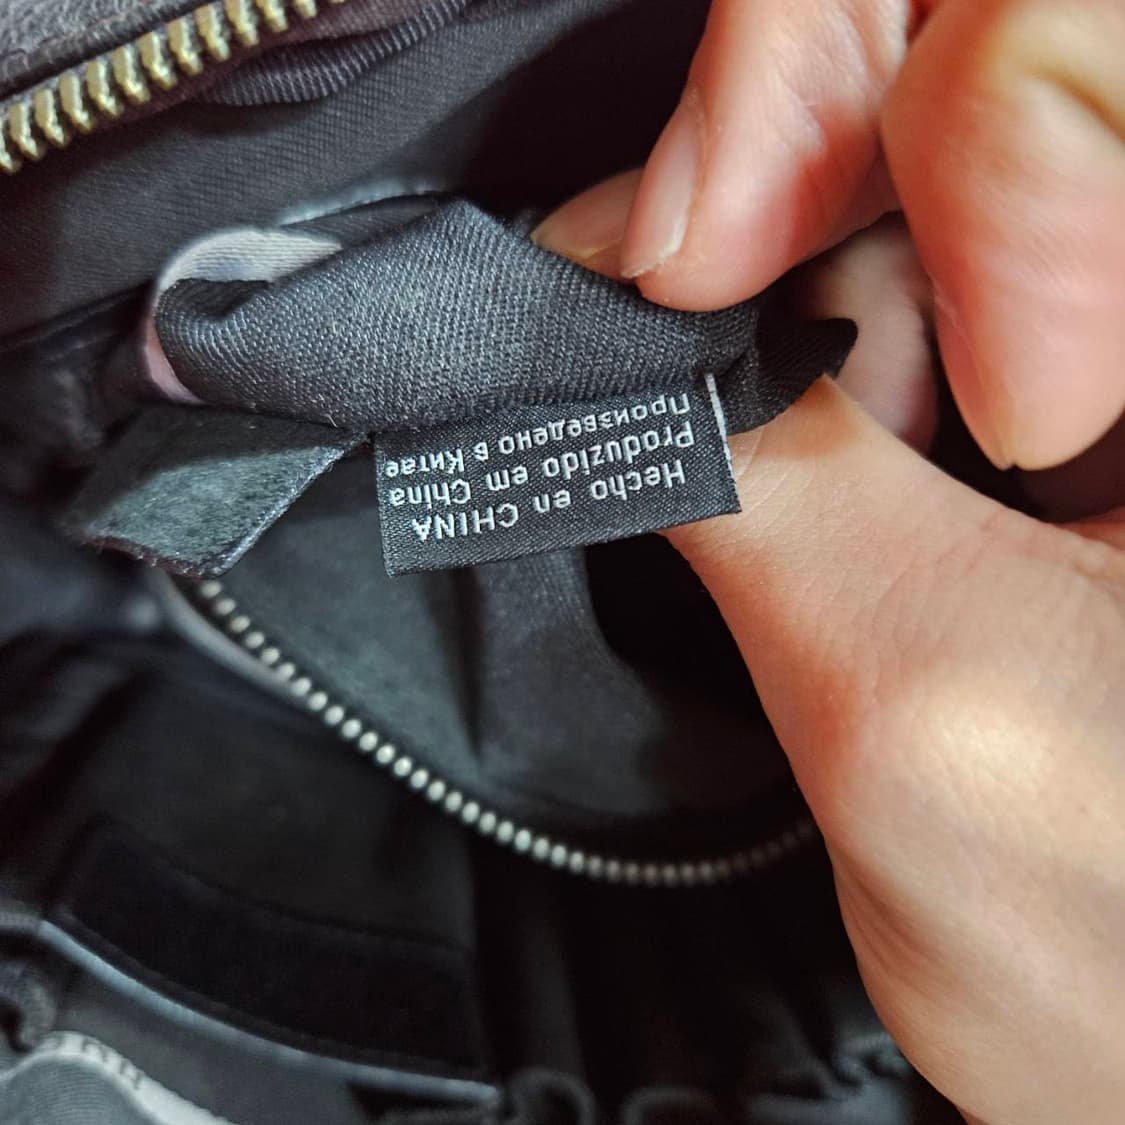 Hecho en CHINA
Produzido em China
Произведено в Китае